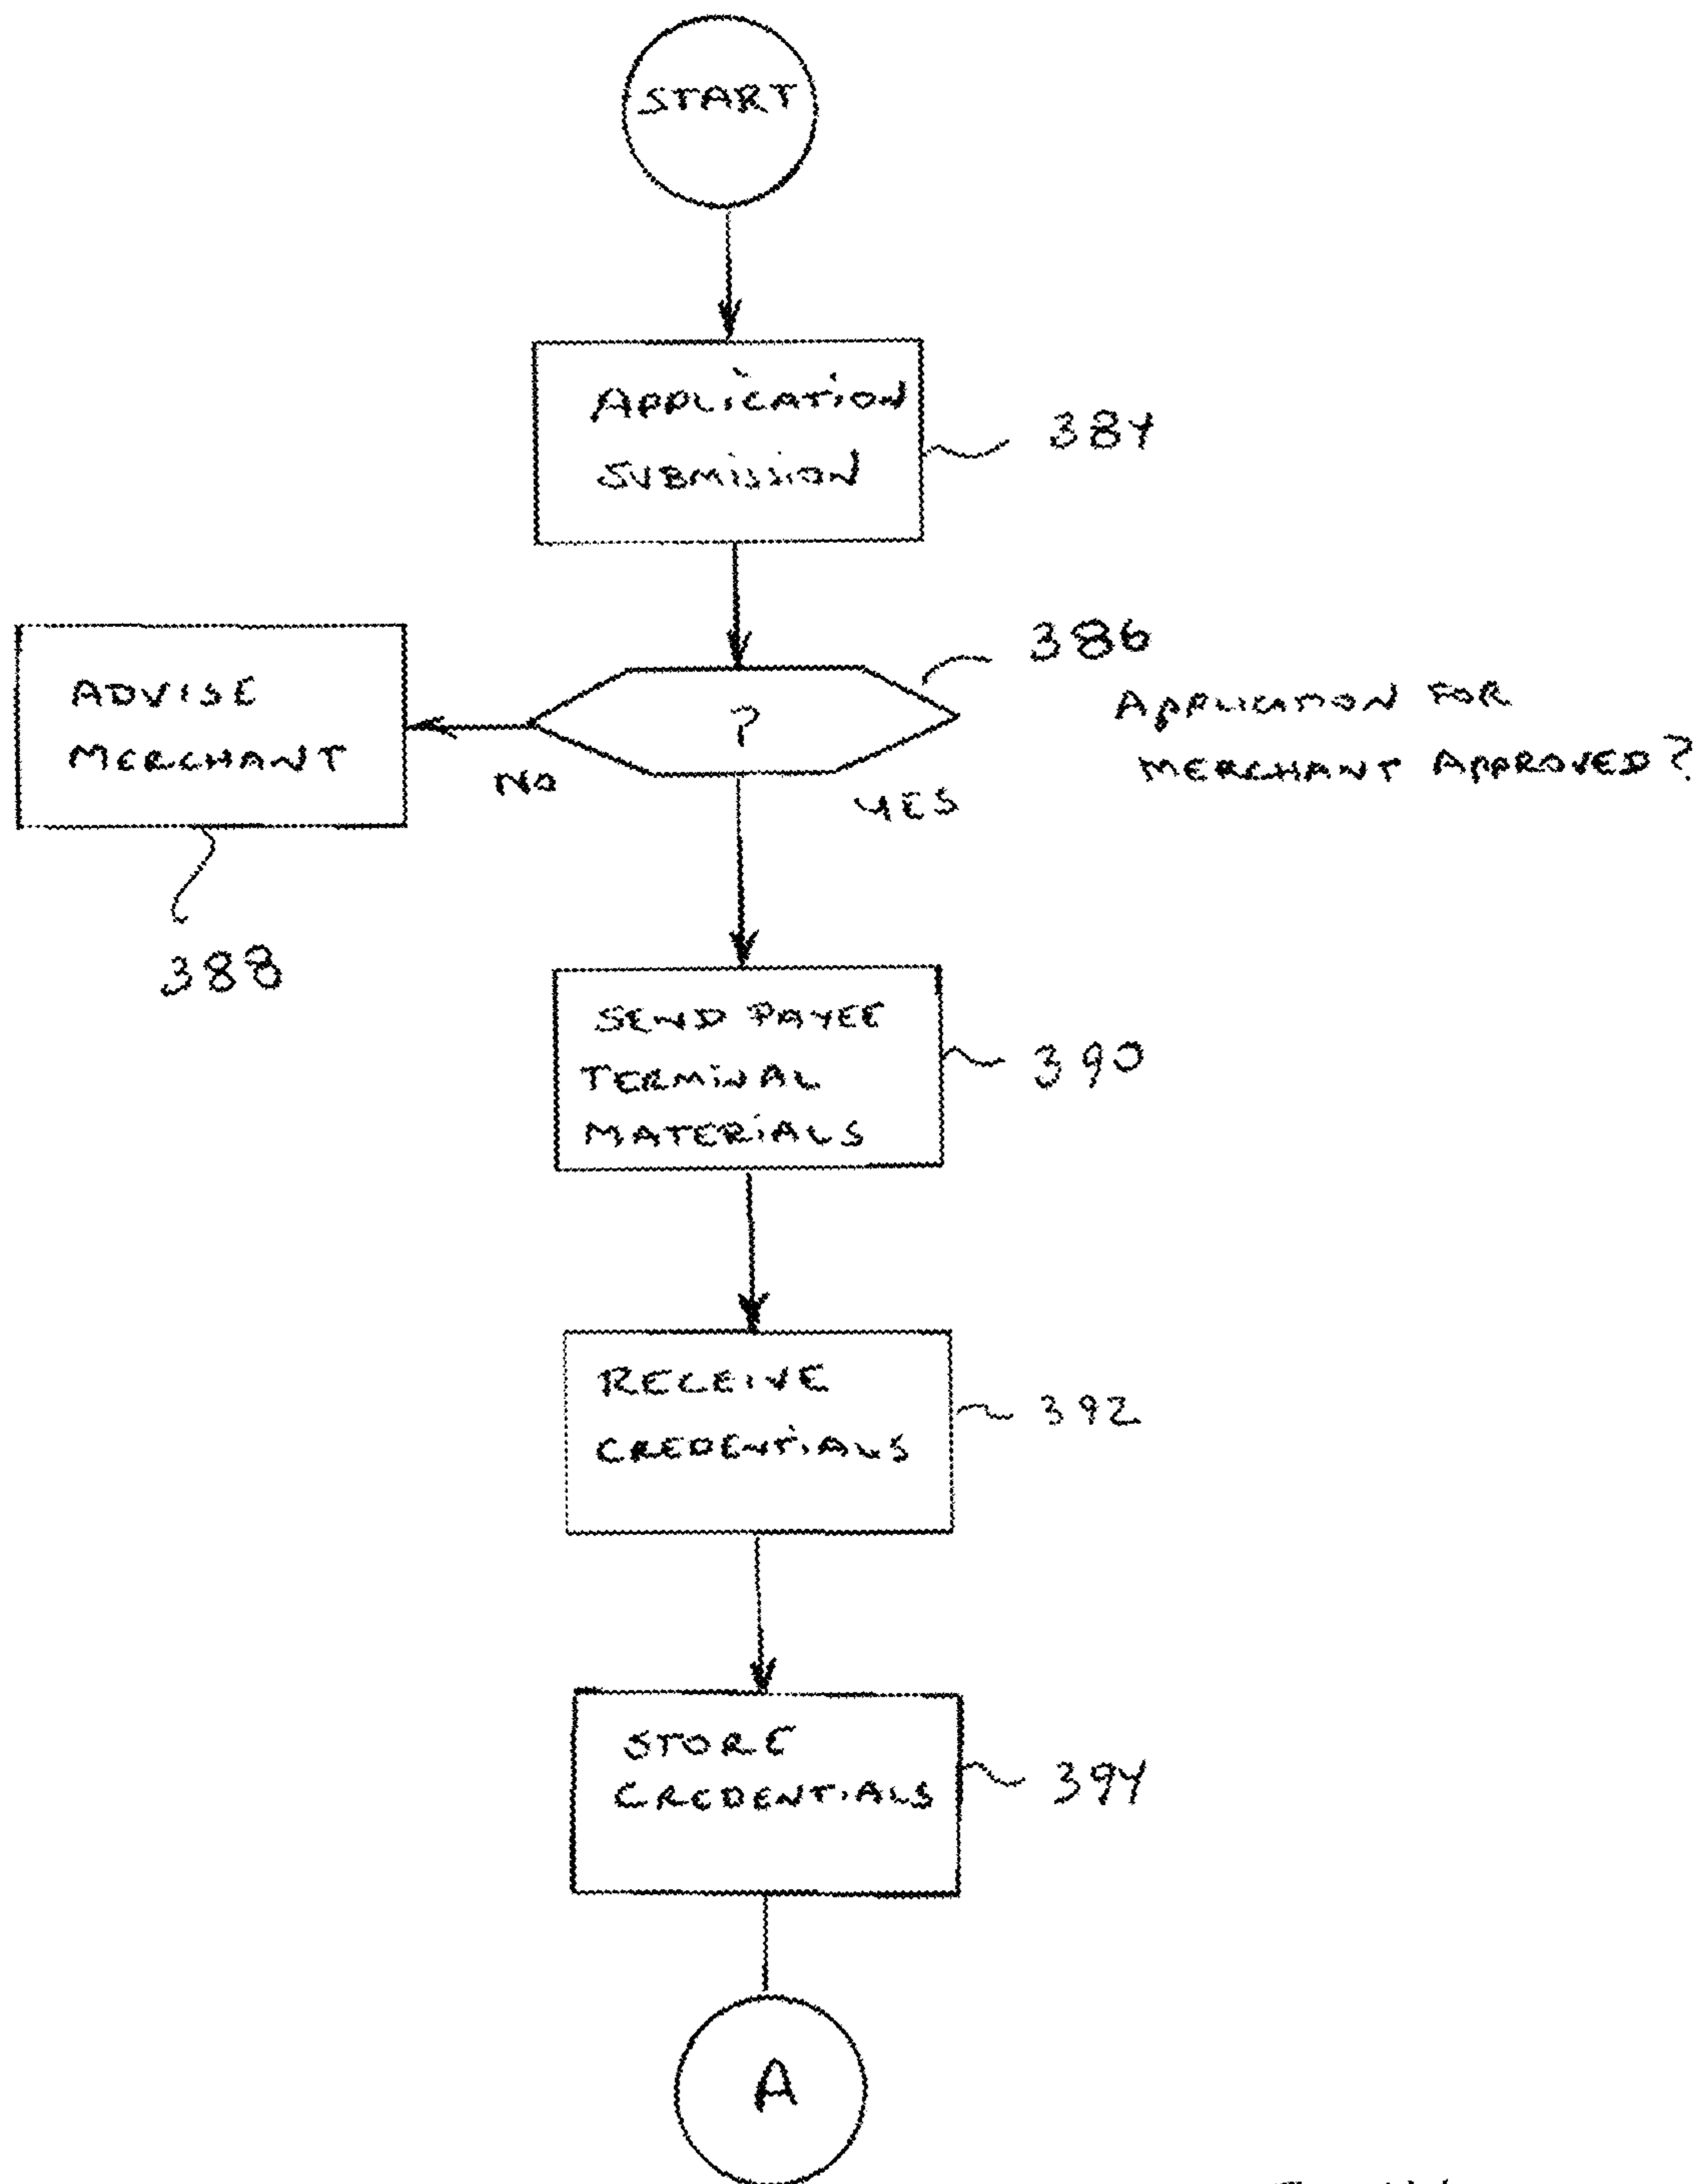 START
APPLICATION
SUBMISSION
384
386
APPLICATION FOR
MERCHANT APPROVED?
?
ADVISE
MERCHANT
NO
YES
388
SEND PAYEE
TERMINAL
MATERIALS
390
RECEIVE
CREDENTIALS
392
STORE
CREDENTIALS
394
A